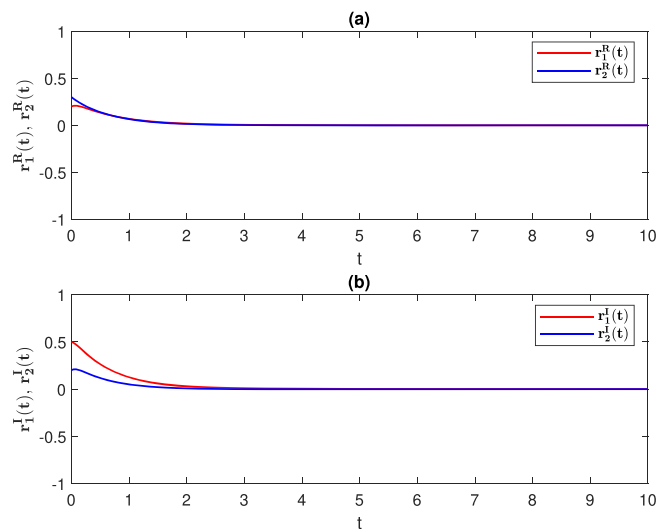 (a)
1
0.5
0
-0.5
-1
r₁ᴿ(t), r₂ᴿ(t)
r₁ᴿ(t)
r₂ᴿ(t)
0 1 2 3 4 5 6 7 8 9 10
t
(b)
1
0.5
0
-0.5
-1
r₁ᴵ(t), r₂ᴵ(t)
r₁ᴵ(t)
r₂ᴵ(t)
0 1 2 3 4 5 6 7 8 9 10
t